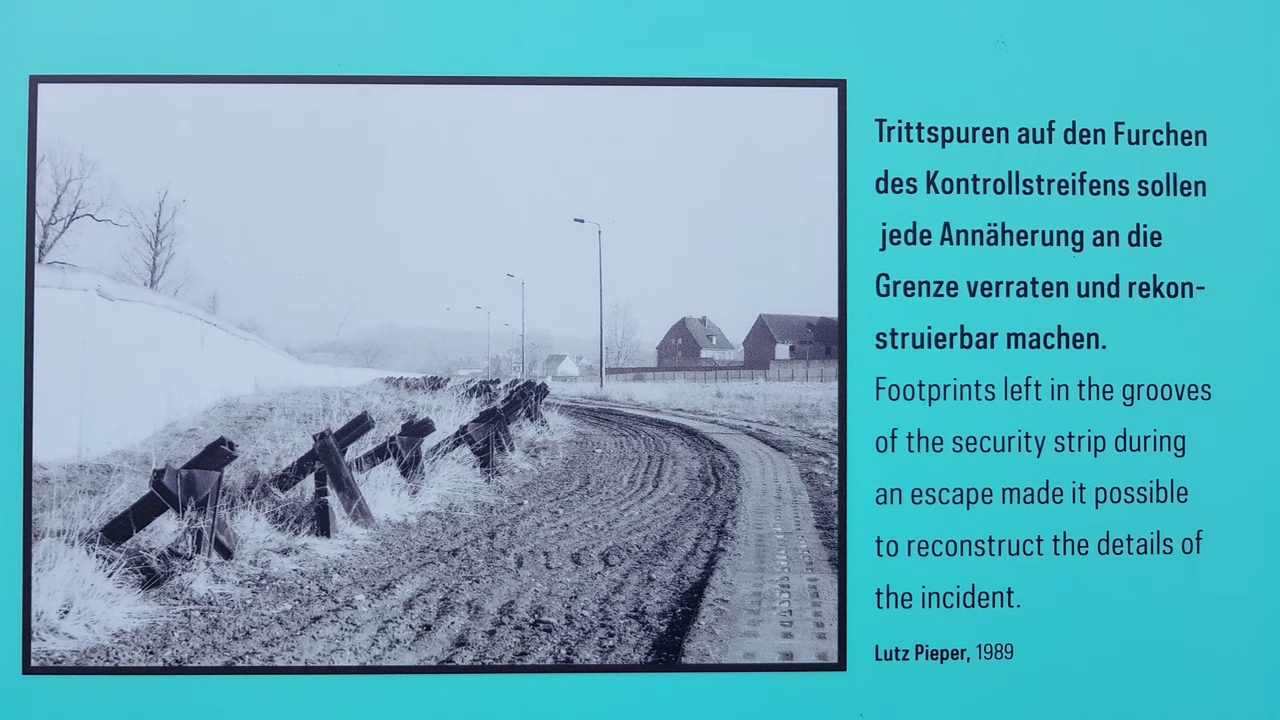 Trittspuren auf den Furchen
des Kontrollstreifens sollen
jede Annäherung an die
Grenze verraten und rekon-
struierbar machen.
Footprints left in the grooves
of the security strip during
an escape made it possible
to reconstruct the details of
the incident.
Lutz Pieper, 1989